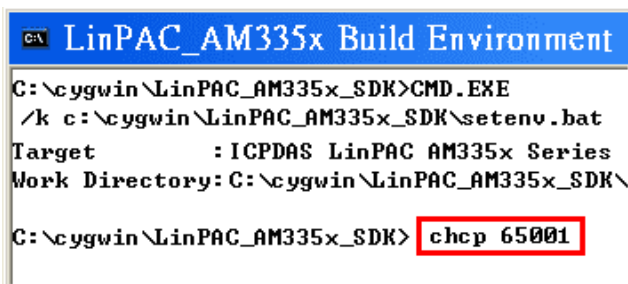 LinPAC_AM335x Build Environment
C:\cygwin\LinPAC_AM335x_SDK>CMD.EXE
/k c:\cygwin\LinPAC_AM335x_SDK\setenv.bat
Target :ICPDAS LinPAC AM335x Series
Work Directory:C:\cygwin\LinPAC_AM335x_SDK\
C:\cygwin\LinPAC_AM335x_SDK> chcp 65001